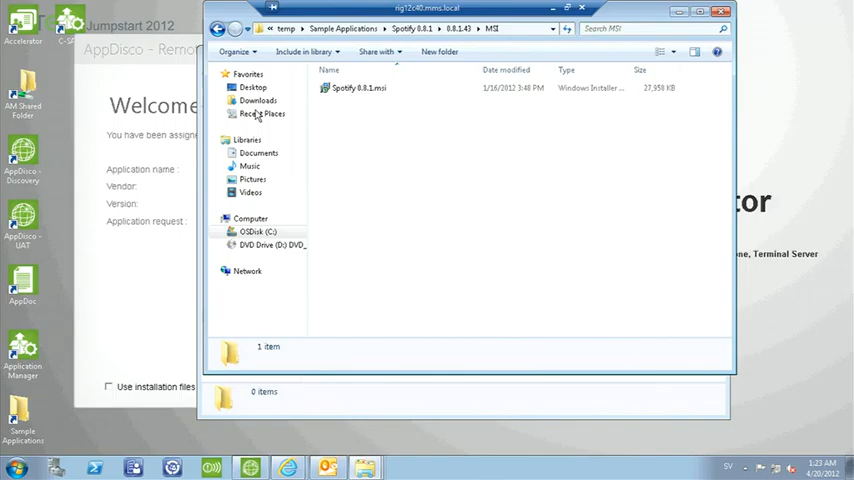 rig12c40.mms.local
Jumpstart 2012
AppDisco - Remo
Accelerator
temp
Sample Applications
Spotify 0.8.1
0.8.1.43
MSI
Search MSI
Organize
Include in library
Share with
New folder
Name
Date modified
Type
Size
Spotify 0.8.1.msi
1/16/2012 3:48 PM
Windows Installer ...
27,958 KB
Favorites
Desktop
Downloads
Recent Places
Libraries
Documents
Music
Pictures
Videos
Computer
OSDisk (C:)
DVD Drive (D:) DVD_
Network
1 item
0 items
Welcome
You have been assigne
Application name :
Vendor:
Version:
Application request :
Use installation files
tor
one, Terminal Server
AM Shared
Folder
AppDisco -
Discovery
AppDisco -
UAT
AppDoc
Application
Manager
Sample
Applications
SV
1:23 AM
4/20/2012